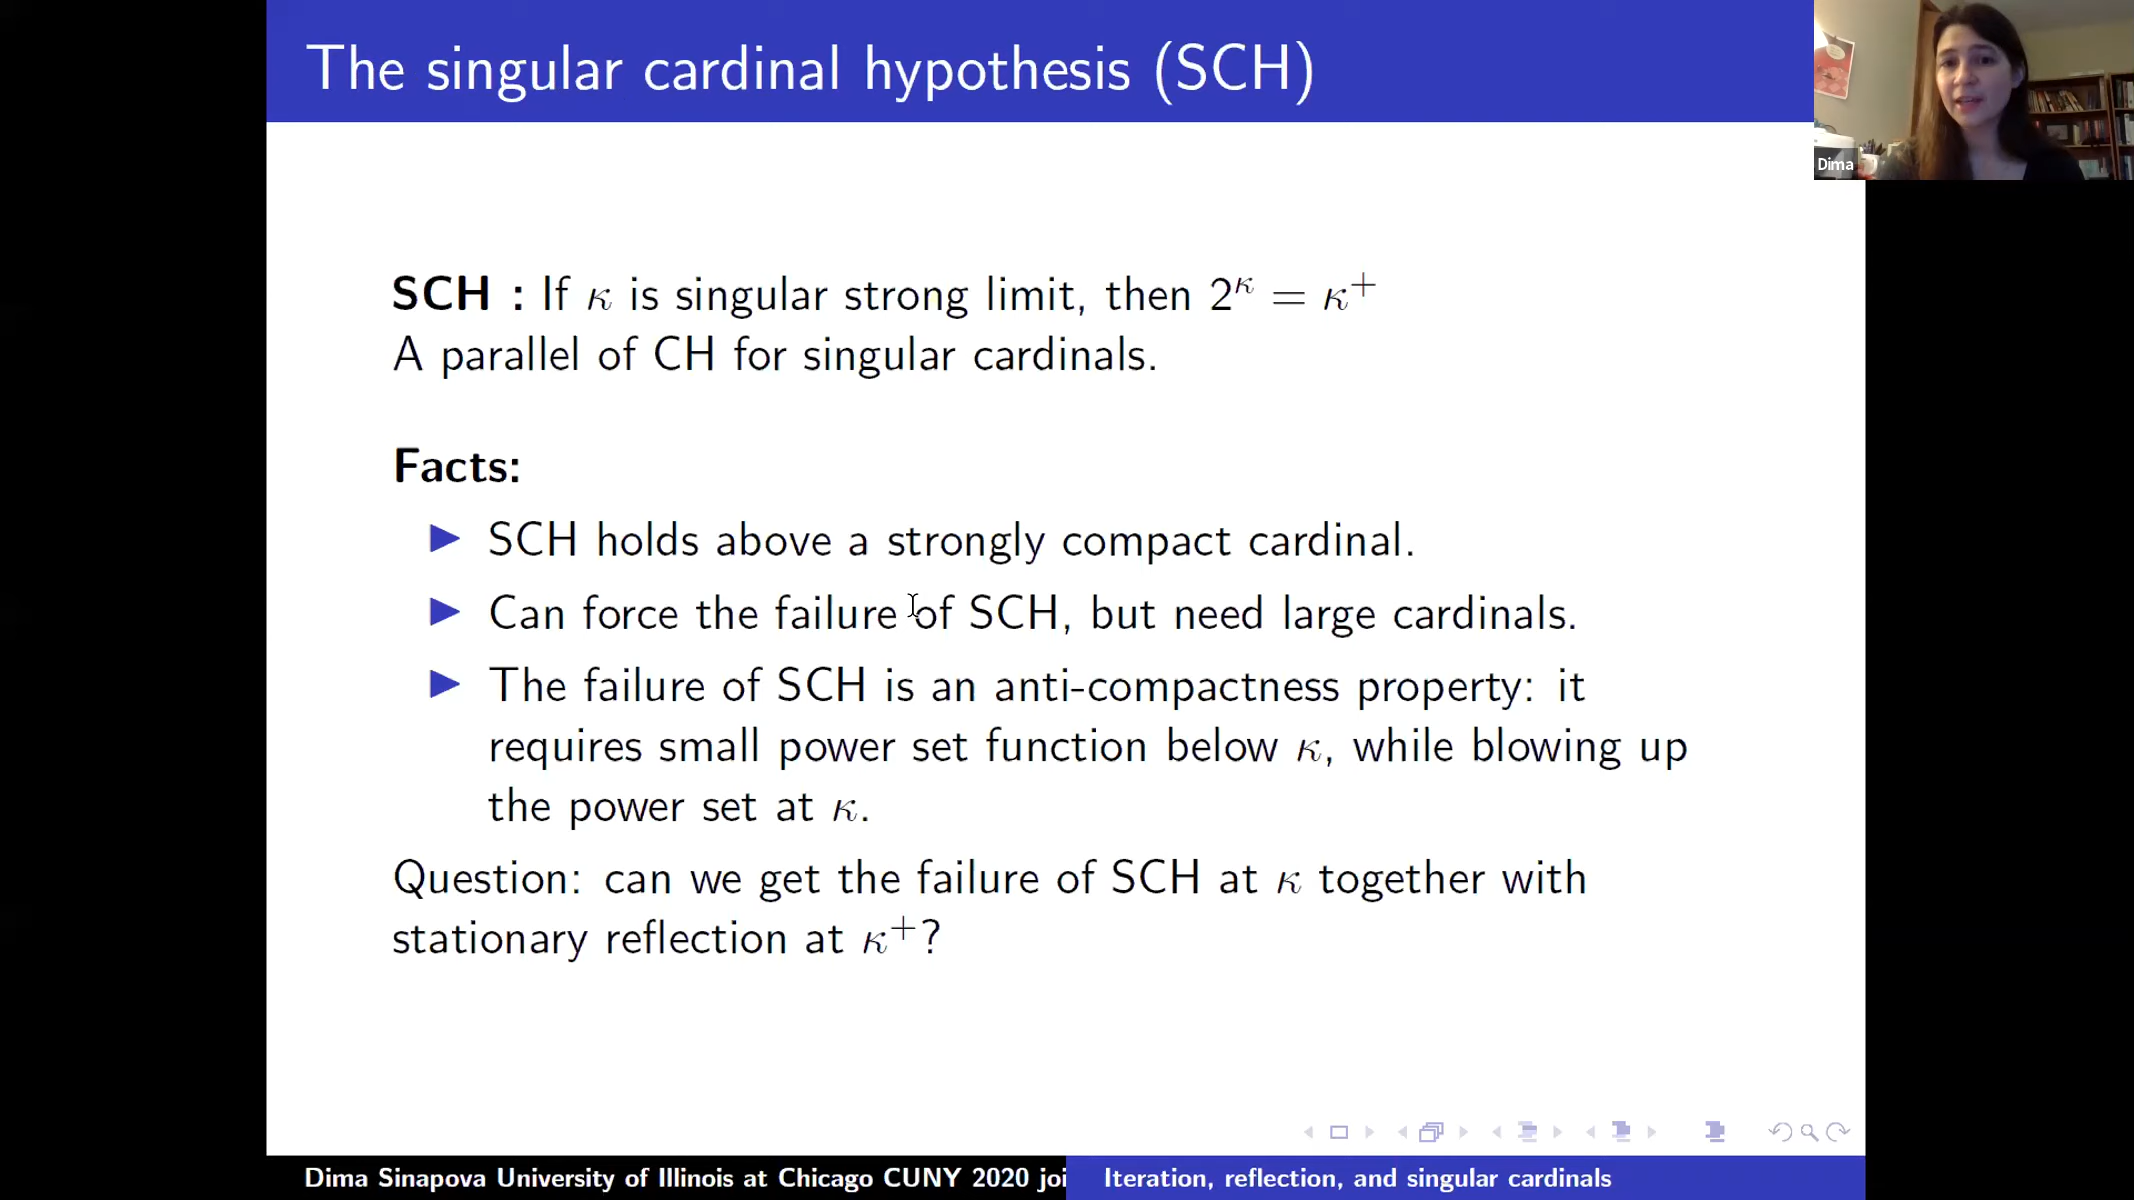 The singular cardinal hypothesis (SCH)
Dima
SCH : If κ is singular strong limit, then 2^κ = κ^+
A parallel of CH for singular cardinals.
Facts:
▶ SCH holds above a strongly compact cardinal.
▶ Can force the failure of SCH, but need large cardinals.
▶ The failure of SCH is an anti-compactness property: it
requires small power set function below κ, while blowing up
the power set at κ.
Question: can we get the failure of SCH at κ together with
stationary reflection at κ^+?
Dima Sinapova University of Illinois at Chicago CUNY 2020 joi
Iteration, reflection, and singular cardinals